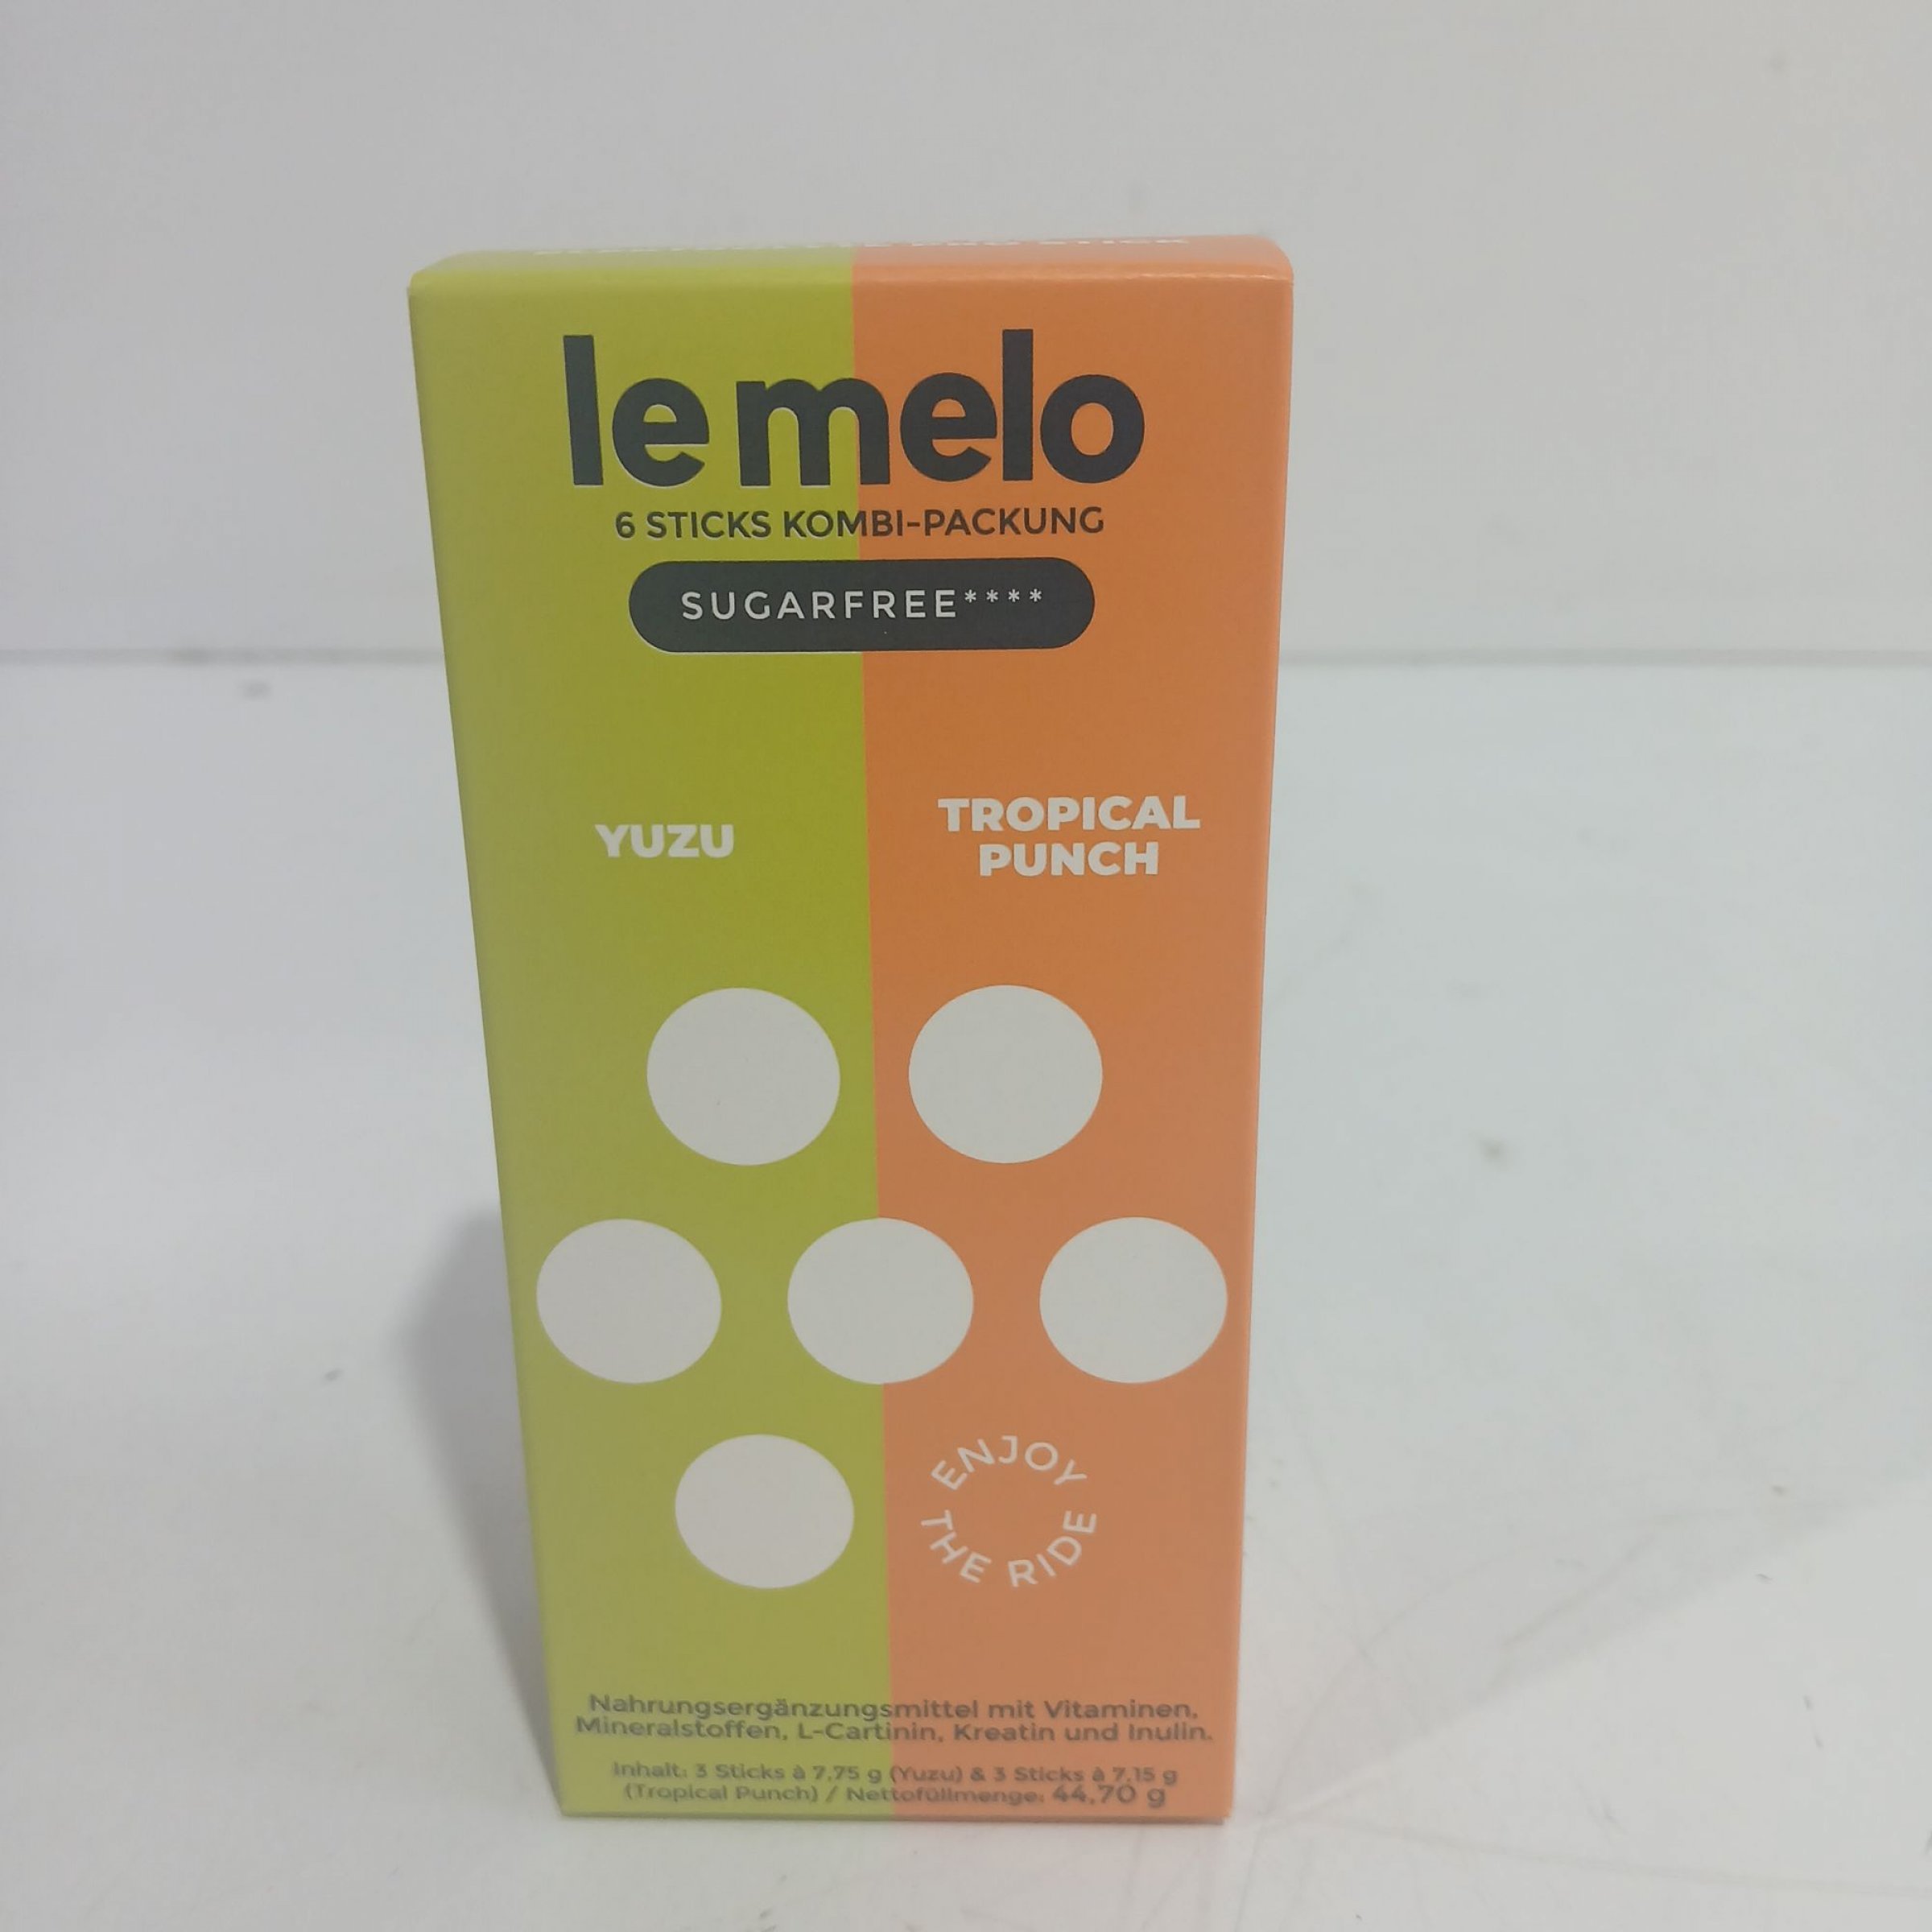 le melo
6 STICKS KOMBI-PACKUNG
SUGARFREE****
YUZU
TROPICAL
PUNCH
ENJOY
THE RIDE
Nahrungsergänzungsmittel mit Vitaminen,
Mineralstoffen, L-Cartinin, Kreatin und Inulin.
Inhalt: 3 Sticks à 7,75 g (Yuzu) & 3 Sticks à 7,15 g
(Tropical Punch) / Nettofüllmenge: 44,70 g